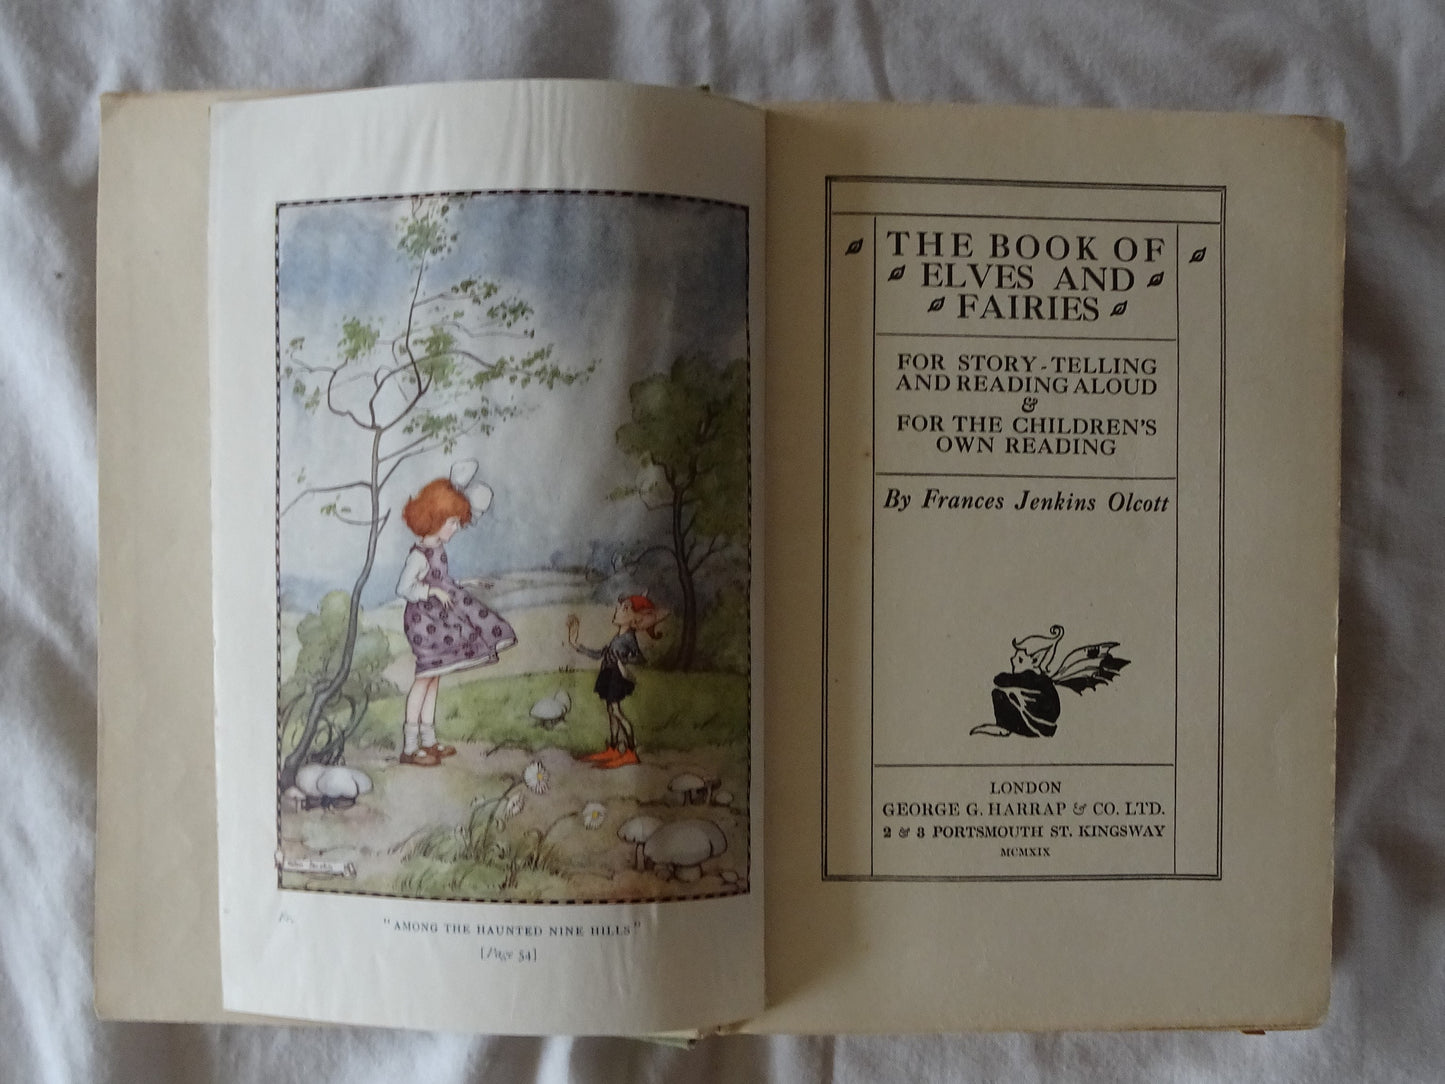 "AMONG THE HAUNTED NINE HILLS"
[Page 54]
THE BOOK OF
ELVES AND
FAIRIES
FOR STORY-TELLING
AND READING ALOUD
&
FOR THE CHILDREN'S
OWN READING
By Frances Jenkins Olcott
LONDON
GEORGE G. HARRAP & CO. LTD.
2 & 3 PORTSMOUTH ST. KINGSWAY
MCMXIX